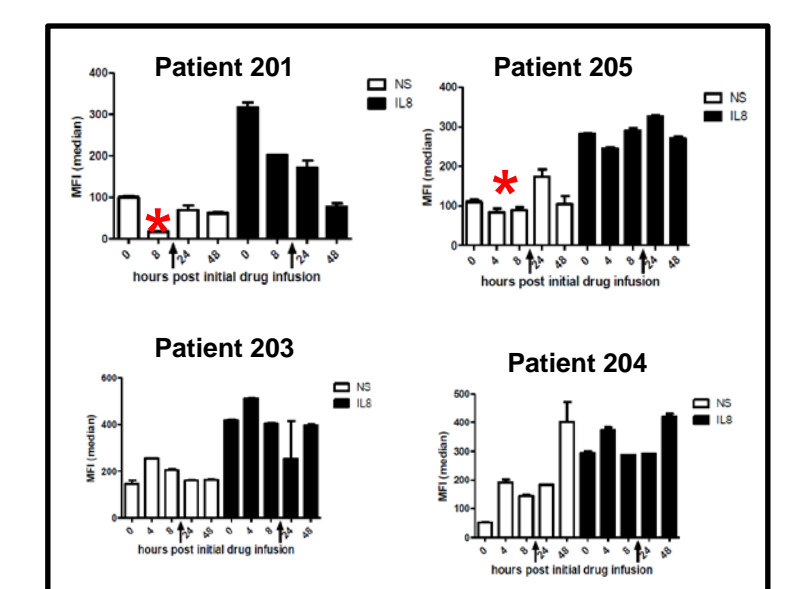 Patient 201
400
300
200
100
0
MFI (median)
NS
IL8
0 8 24 48 0 8 24 48
hours post initial drug infusion
Patient 205
400
300
200
100
0
MFI (median)
NS
IL8
0 4 8 24 48 0 4 8 24 48
hours post initial drug infusion
Patient 203
600
400
200
0
MFI (median)
NS
IL8
0 4 8 24 48 0 4 8 24 48
hours post initial drug infusion
Patient 204
500
400
300
200
100
0
MFI (median)
NS
IL8
0 4 8 24 48 0 4 8 24 48
hours post initial drug infusion